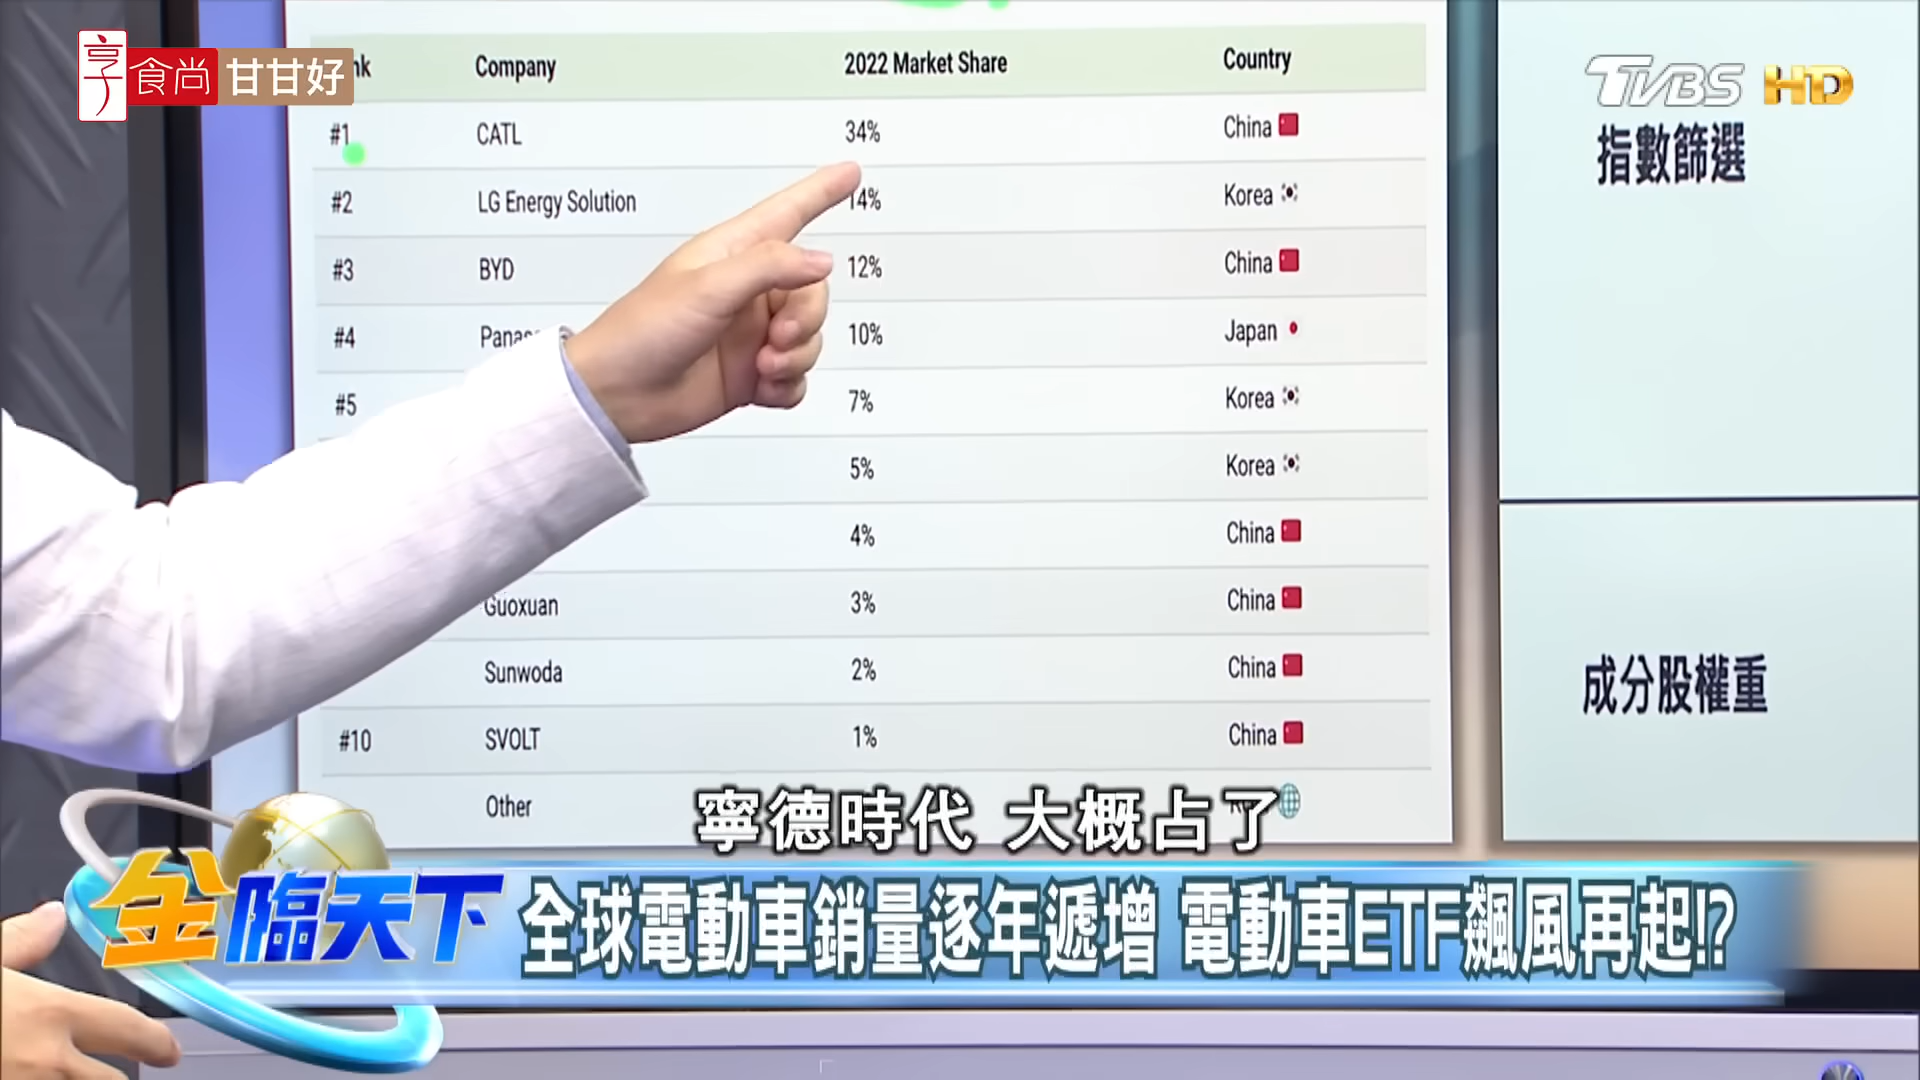 享食尚 甘甘好
TVBS HD
nk Company 2022 Market Share Country
#1 CATL 34% China
#2 LG Energy Solution 14% Korea
#3 BYD 12% China
#4 Panas 10% Japan
#5 7% Korea
5% Korea
4% China
Guoxuan 3% China
Sunwoda 2% China
#10 SVOLT 1% China
Other
指數篩選
成分股權重
寧德時代 大概占了
金臨天下
全球電動車銷量逐年遞增 電動車ETF飆風再起!?